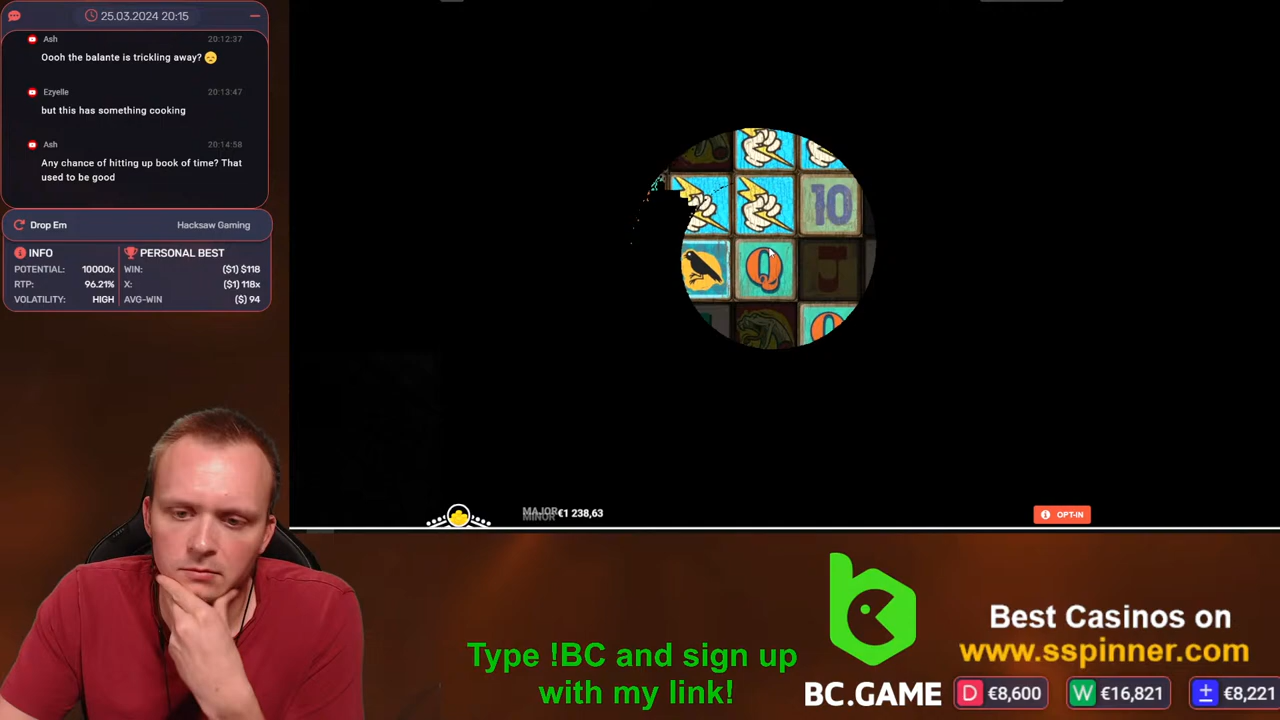 25.03.2024 20:15
Ash 20:12:37
Oooh the balante is trickling away? 😞
Ezyelle 20:13:47
but this has something cooking
Ash 20:14:58
Any chance of hitting up book of time? That
used to be good
Drop Em Hacksaw Gaming
INFO PERSONAL BEST
POTENTIAL: 10000x WIN: ($1) $118
RTP: 96.21% X: ($1) 118x
VOLATILITY: HIGH AVG-WIN ($) 94
10
Q
Q
€1 238,63
OPT-IN
Type !BC and sign up
with my link!
BC.GAME
Best Casinos on
www.sspinner.com
D €8,600 W €16,821 ± €8,221